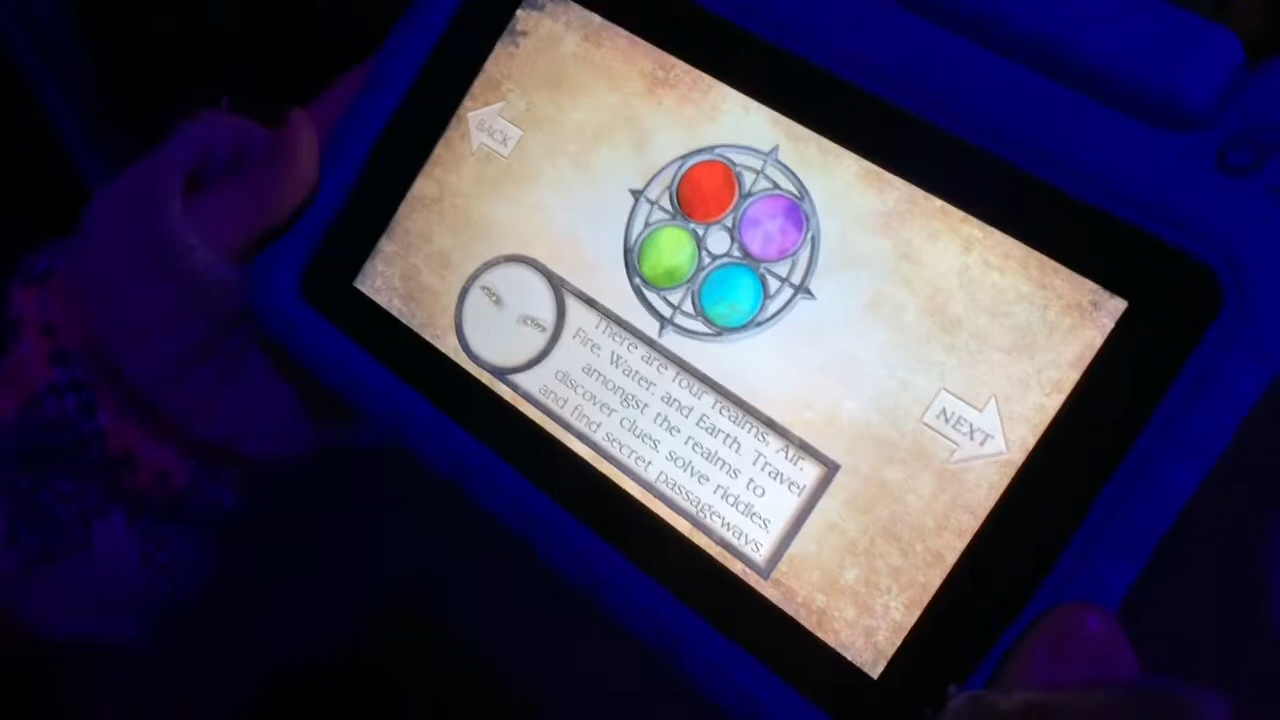 BACK
There are four realms, Air,
Fire, Water, and Earth. Travel
amongst the realms to
discover clues, solve riddles,
and find secret passageways.
NEXT